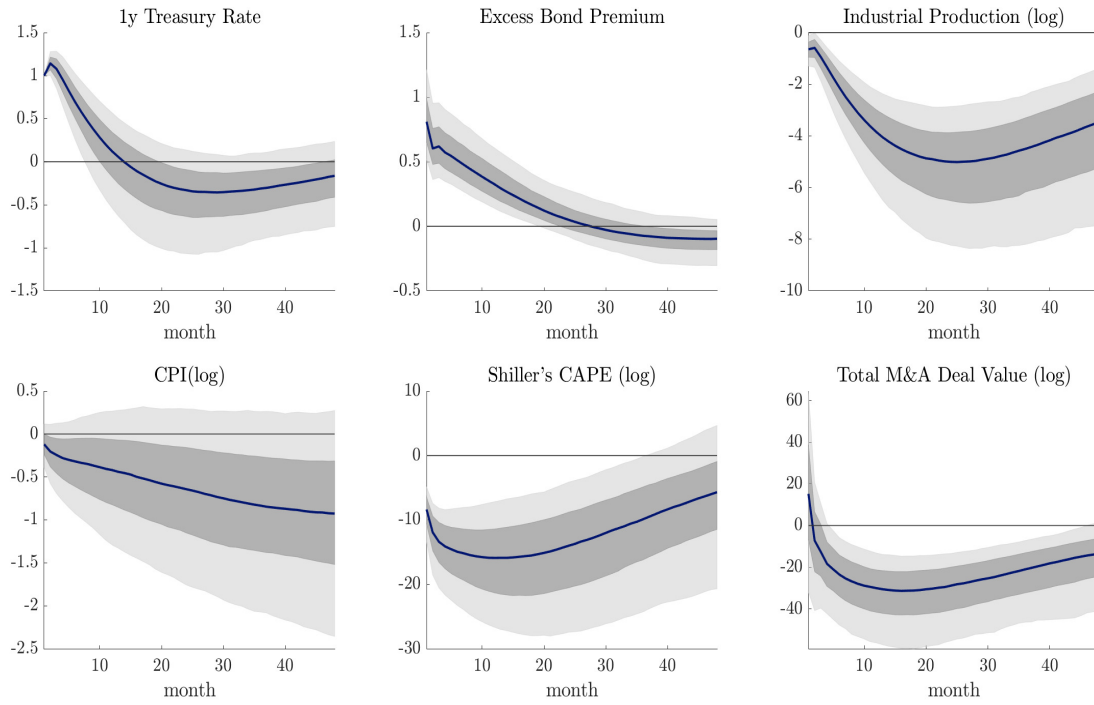 1y Treasury Rate
1.5
1
0.5
0
-0.5
-1
-1.5
10 20 30 40
month
Excess Bond Premium
1.5
1
0.5
0
-0.5
10 20 30 40
month
Industrial Production (log)
0
-2
-4
-6
-8
-10
10 20 30 40
month
CPI(log)
0.5
0
-0.5
-1
-1.5
-2
-2.5
10 20 30 40
month
Shiller's CAPE (log)
10
0
-10
-20
-30
10 20 30 40
month
Total M&A Deal Value (log)
60
40
20
0
-20
-40
10 20 30 40
month